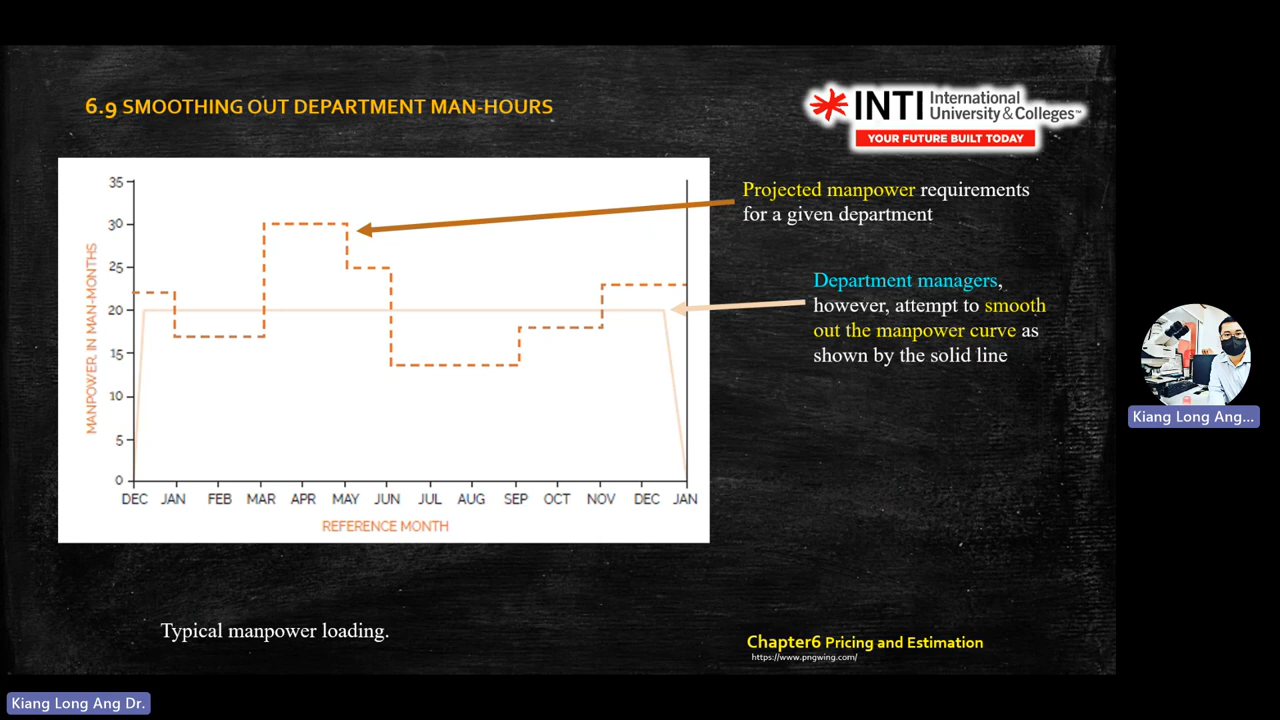 6.9 SMOOTHING OUT DEPARTMENT MAN-HOURS
INTI International
University & Colleges™
YOUR FUTURE BUILT TODAY
35
30
25
20
15
10
5
0
MANPOWER, IN MAN-MONTHS
DEC JAN FEB MAR APR MAY JUN JUL AUG SEP OCT NOV DEC JAN
REFERENCE MONTH
Projected manpower requirements
for a given department
Department managers,
however, attempt to smooth
out the manpower curve as
shown by the solid line
Kiang Long Ang...
Typical manpower loading.
Chapter6 Pricing and Estimation
https://www.pngwing.com/
Kiang Long Ang Dr.